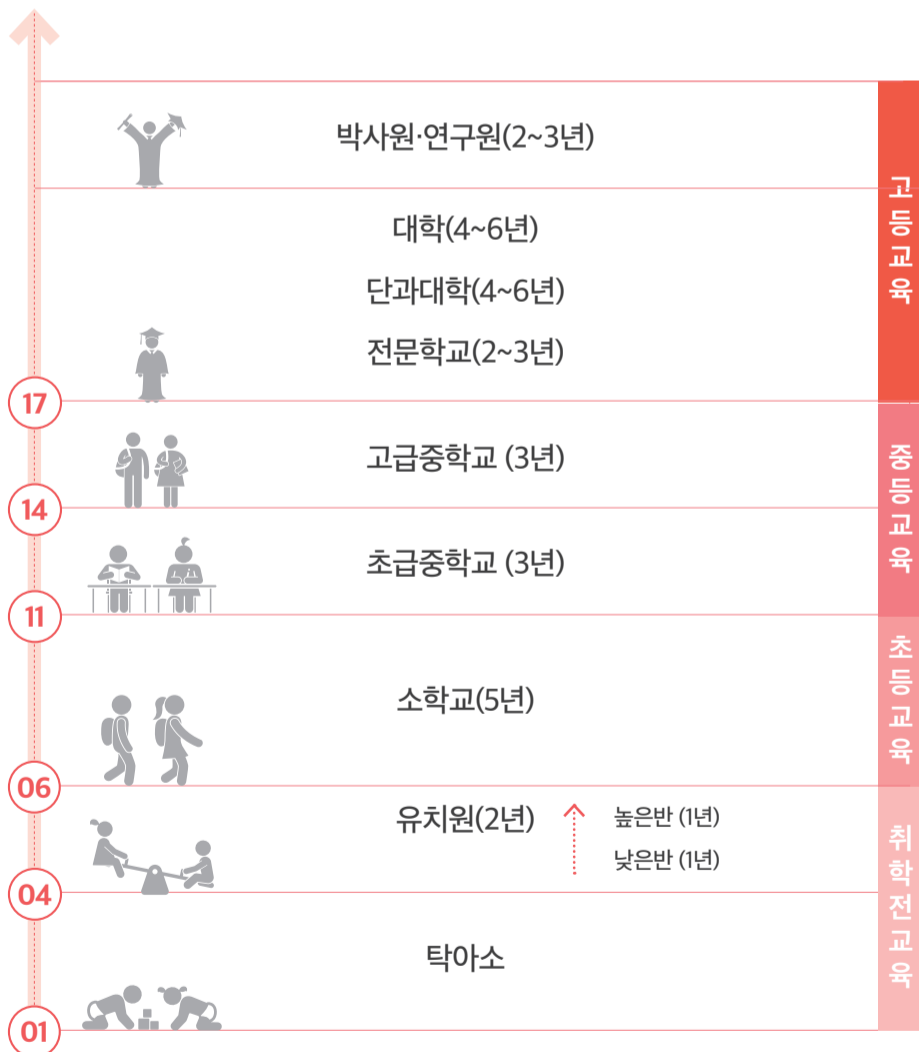 박사원·연구원(2~3년)
대학(4~6년)
단과대학(4~6년)
전문학교(2~3년)
고등교육
17
고급중학교 (3년)
14
초급중학교 (3년)
중등교육
11
소학교(5년)
초등교육
06
유치원(2년)
높은반 (1년)
낮은반 (1년)
04
탁아소
취학전교육
01